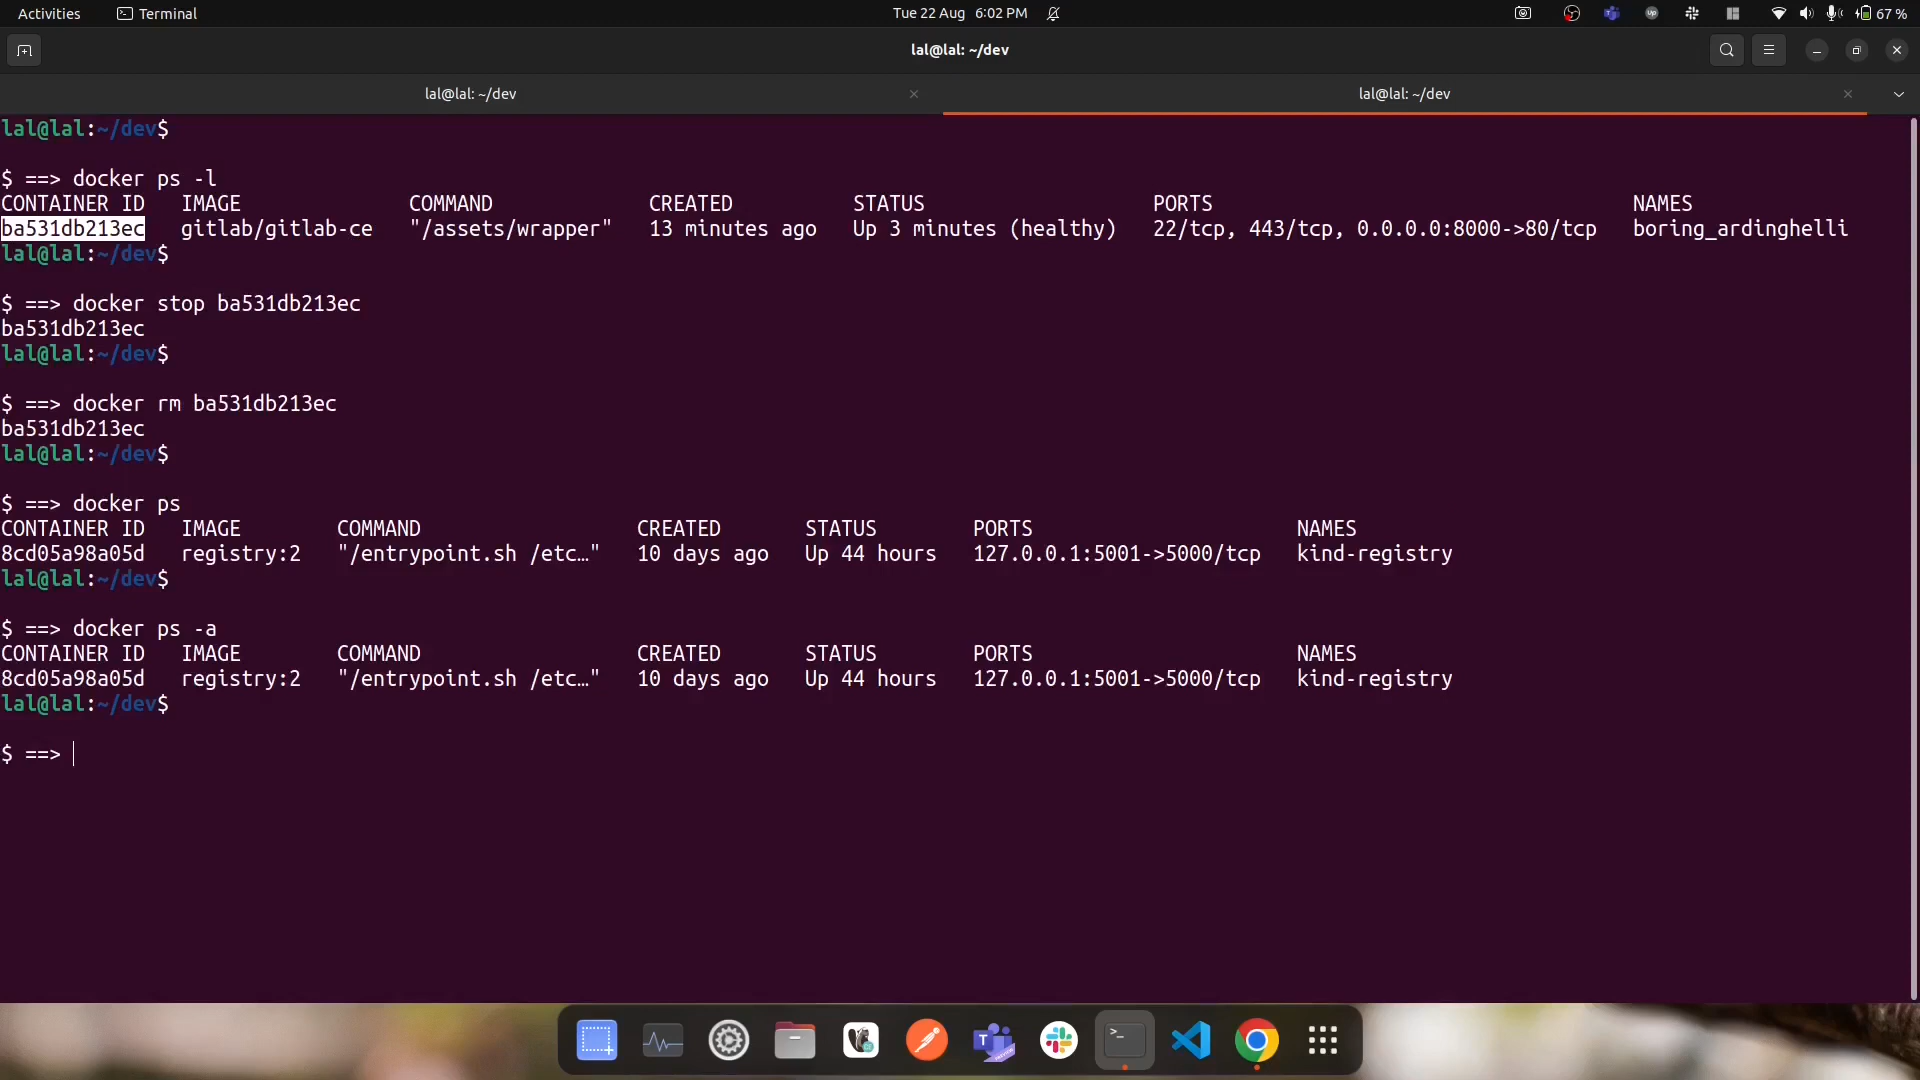 Activities Terminal Tue 22 Aug 6:02 PM 67 %
lal@lal: ~/dev
lal@lal: ~/dev lal@lal: ~/dev
lal@lal:~/dev$
$ ==> docker ps -l
CONTAINER ID IMAGE COMMAND CREATED STATUS PORTS NAMES
ba531db213ec gitlab/gitlab-ce "/assets/wrapper" 13 minutes ago Up 3 minutes (healthy) 22/tcp, 443/tcp, 0.0.0.0:8000->80/tcp boring_ardinghelli
lal@lal:~/dev$
$ ==> docker stop ba531db213ec
ba531db213ec
lal@lal:~/dev$
$ ==> docker rm ba531db213ec
ba531db213ec
lal@lal:~/dev$
$ ==> docker ps
CONTAINER ID IMAGE COMMAND CREATED STATUS PORTS NAMES
8cd05a98a05d registry:2 "/entrypoint.sh /etc…" 10 days ago Up 44 hours 127.0.0.1:5001->5000/tcp kind-registry
lal@lal:~/dev$
$ ==> docker ps -a
CONTAINER ID IMAGE COMMAND CREATED STATUS PORTS NAMES
8cd05a98a05d registry:2 "/entrypoint.sh /etc…" 10 days ago Up 44 hours 127.0.0.1:5001->5000/tcp kind-registry
lal@lal:~/dev$
$ ==>